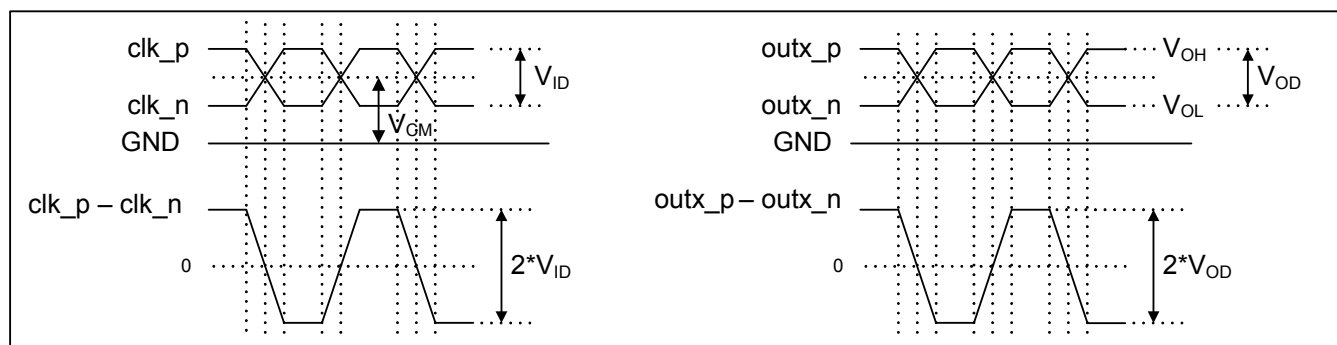 clk_p
clk_n
V_ID
V_CM
GND
clk_p – clk_n
0
2*V_ID
outx_p
outx_n
V_OH
V_OL
V_OD
GND
outx_p – outx_n
0
2*V_OD